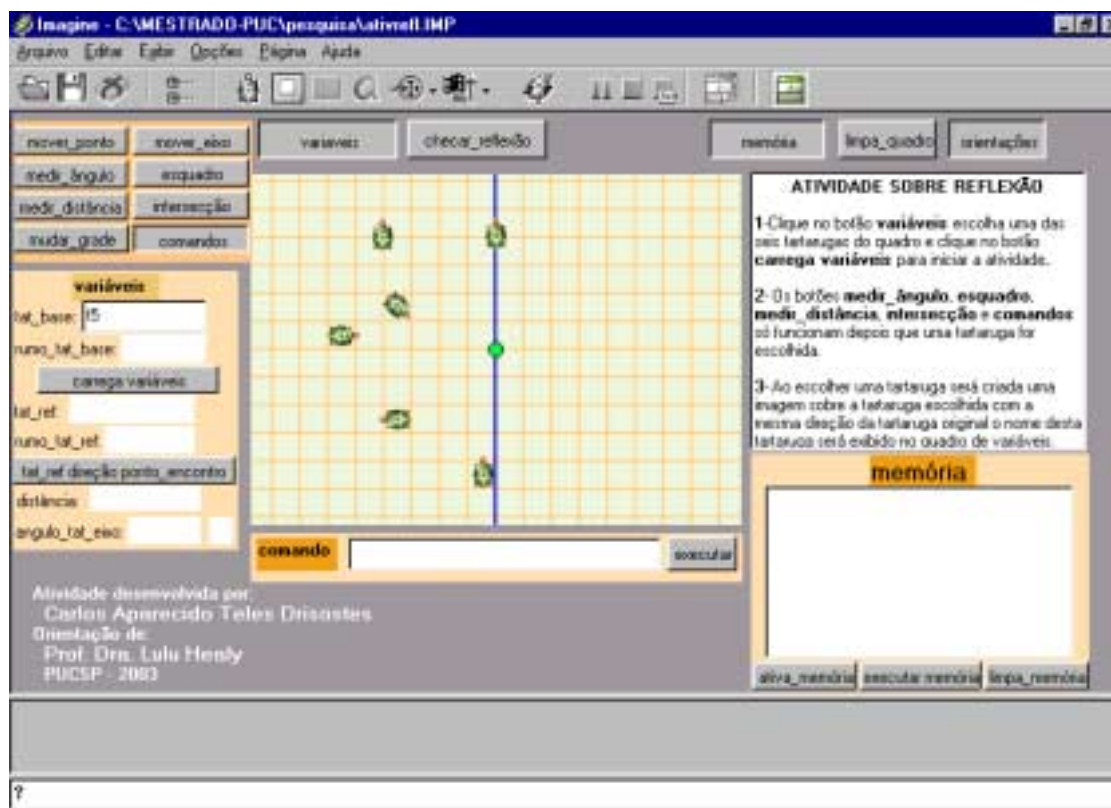 Imagine - C:\MESTRADO-PUC\pesquisa\ativrefl.IMP
Arquivo Editar Exibir Opções Página Ajuda
mover_ponto mover_eixo variáveis checar_reflexão memória limpa_quadro orientações
medir_ângulo esquadro
medir_distância intersecção
mudar_grade comandos
variáveis
tat_base: t5
rumo_tat_base:
carrega variáveis
tat_ref:
rumo_tat_ref:
tat_ref direção ponto_encontro
distância:
angulo_tat_eixo:
ATIVIDADE SOBRE REFLEXÃO
1-Clique no botão variáveis escolha uma das
seis tartarugas do quadro e clique no botão
carrega variáveis para iniciar a atividade.
2- Os botões medir_ângulo, esquadro,
medir_distância, intersecção e comandos
só funcionam depois que uma tartaruga for
escolhida.
3-Ao escolher uma tartaruga será criada uma
imagem sobre a tartaruga escolhida com a
mesma direção da tartaruga original o nome desta
tartaruga será exibido no quadro de variáveis.
comando executar
memória
ativa_memória executar memória limpa_memória
Atividade desenvolvida por:
Carlos Aparecido Teles Drisostes
Orientação de:
Prof. Dra. Lulu Healy
PUCSP - 2003
?